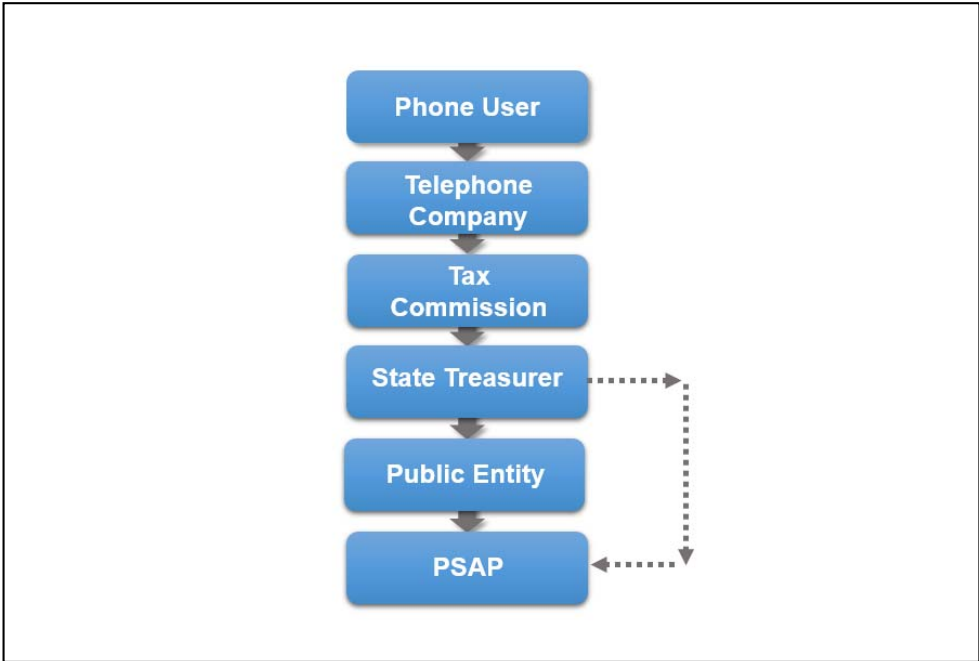 Phone User
Telephone
Company
Tax
Commission
State Treasurer
Public Entity
PSAP